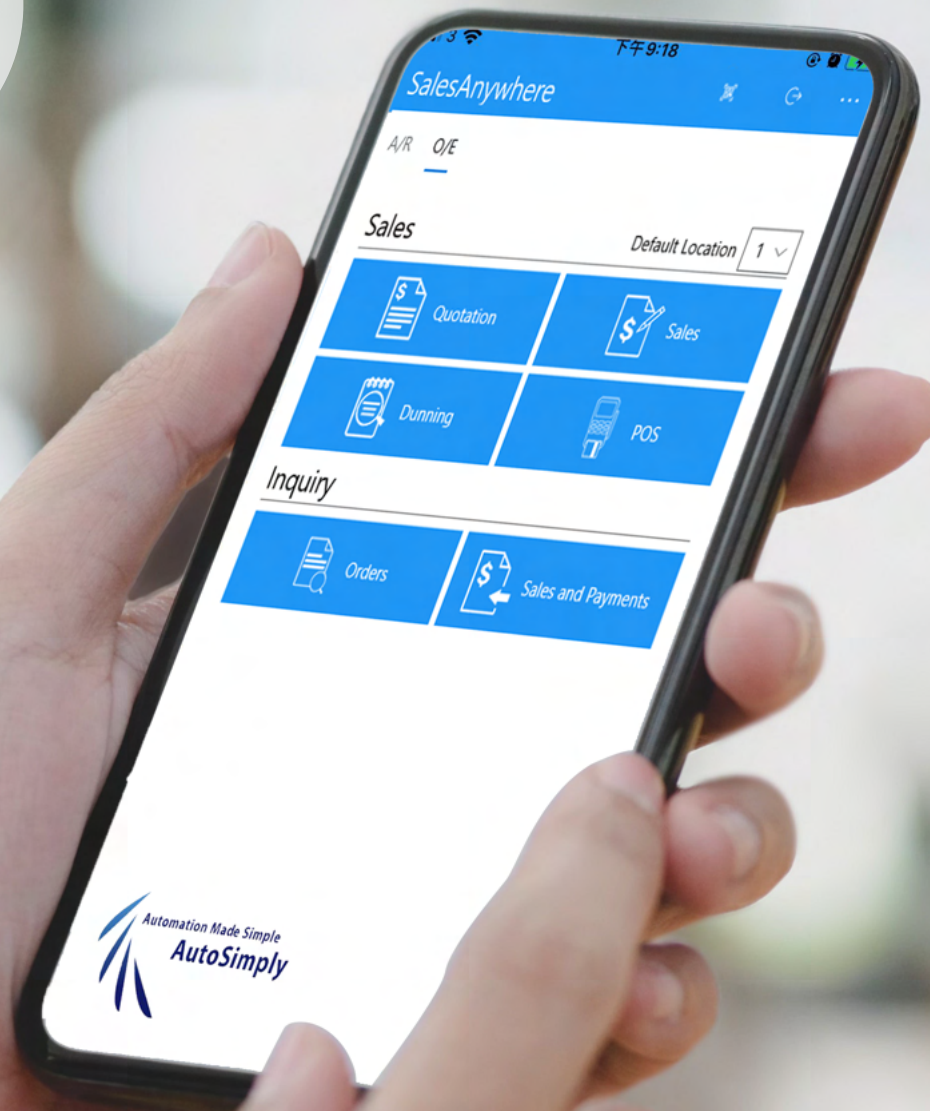 3 下午9:18
SalesAnywhere
A/R O/E
Sales
Default Location 1
Quotation
Sales
Dunning
POS
Inquiry
Orders
Sales and Payments
Automation Made Simple
AutoSimply